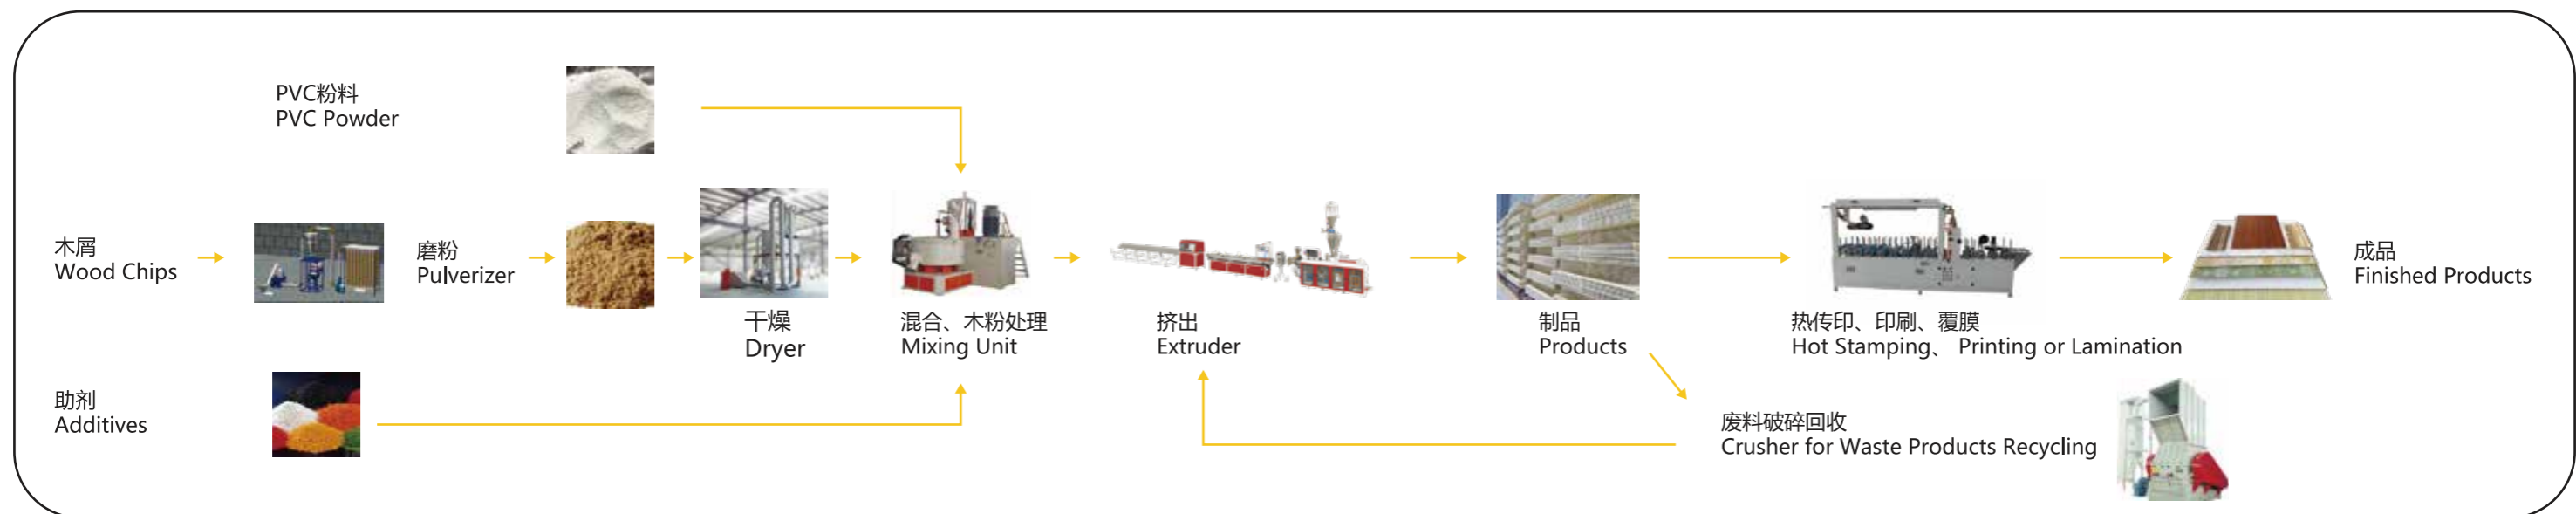 PVC粉料
PVC Powder
木屑
Wood Chips
磨粉
Pulverizer
干燥
Dryer
混合、木粉处理
Mixing Unit
挤出
Extruder
制品
Products
热传印、印刷、覆膜
Hot Stamping、 Printing or Lamination
成品
Finished Products
助剂
Additives
废料破碎回收
Crusher for Waste Products Recycling